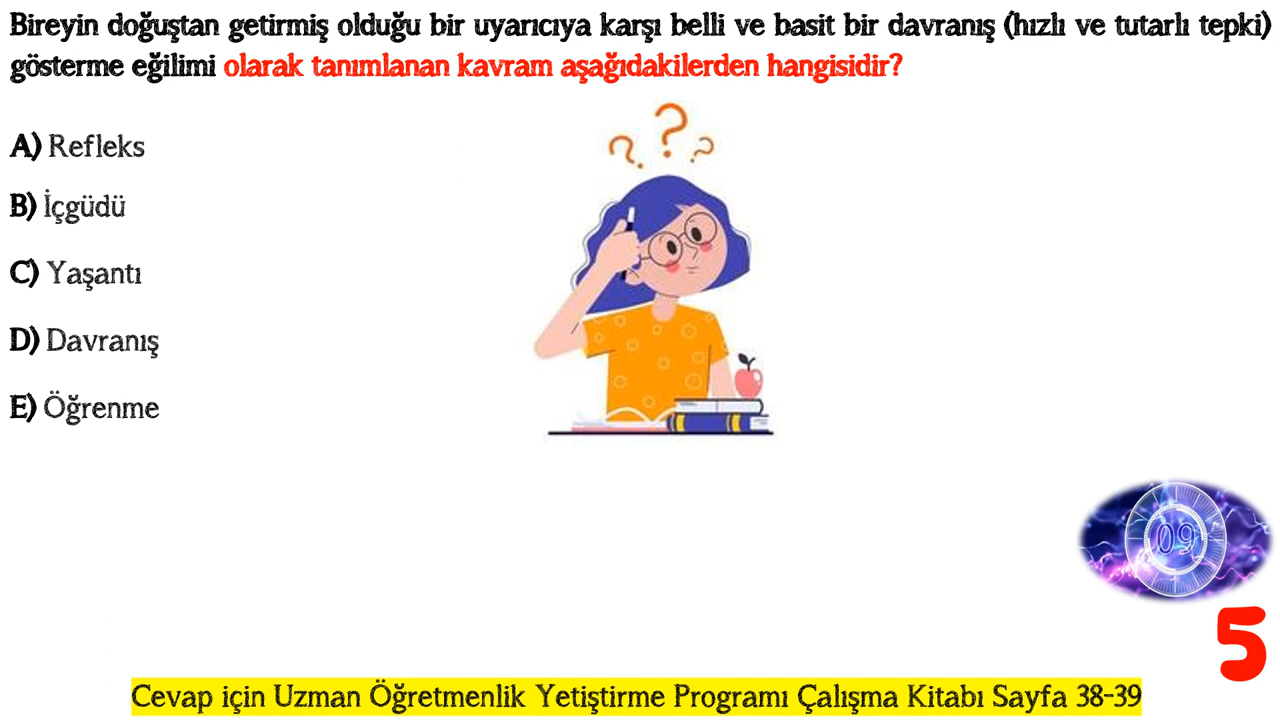 Bireyin doğuştan getirmiş olduğu bir uyarıcıya karşı belli ve basit bir davranış (hızlı ve tutarlı tepki)
gösterme eğilimi olarak tanımlanan kavram aşağıdakilerden hangisidir?
A) Refleks
B) İçgüdü
C) Yaşantı
D) Davranış
E) Öğrenme
09
5
Cevap için Uzman Öğretmenlik Yetiştirme Programı Çalışma Kitabı Sayfa 38-39